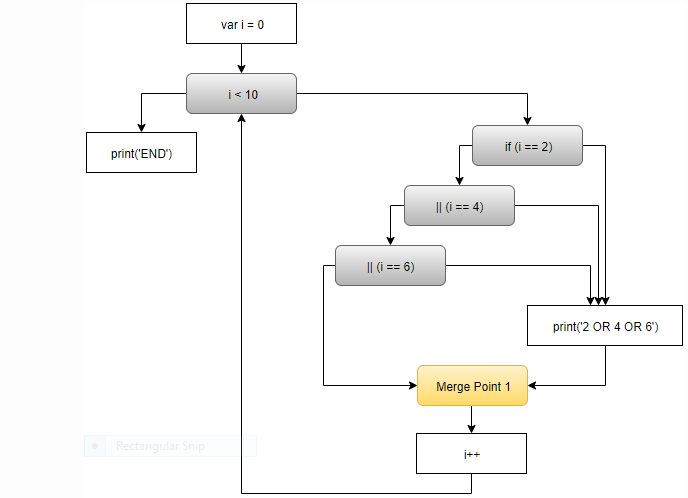 var i = 0
i < 10
print('END')
if (i == 2)
|| (i == 4)
|| (i == 6)
print('2 OR 4 OR 6')
Merge Point 1
i++
Rectangular Snip